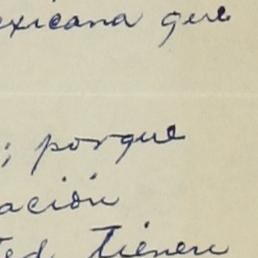 exicana que
; porque
ación
ted tienen